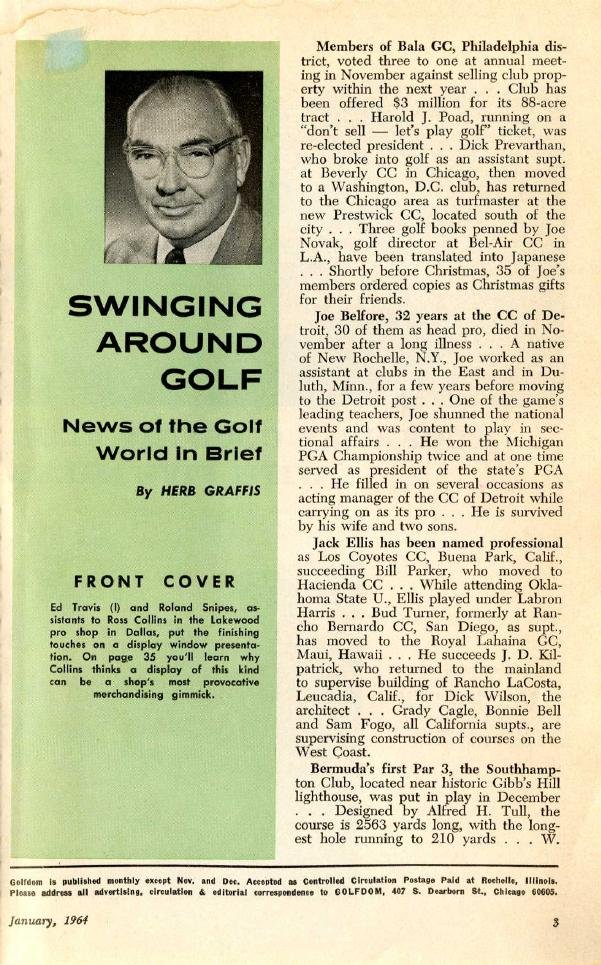 SWINGING
AROUND
GOLF
News of the Golf
World in Brief
By HERB GRAFFIS
FRONT COVER
Ed Travis (l) and Roland Snipes, as-
sistants to Ross Collins in the Lakewood
pro shop in Dallas, put the finishing
touches on a display window presenta-
tion. On page 35 you'll learn why
Collins thinks a display of this kind
can be a shop's most provocative
merchandising gimmick.
Members of Bala GC, Philadelphia dis-
trict, voted three to one at annual meet-
ing in November against selling club prop-
erty within the next year . . . Club has
been offered $3 million for its 88-acre
tract . . . Harold J. Poad, running on a
"don't sell — let's play golf" ticket, was
re-elected president . . . Dick Prevarthan,
who broke into golf as an assistant supt.
at Beverly CC in Chicago, then moved
to a Washington, D.C. club, has returned
to the Chicago area as turfmaster at the
new Prestwick CC, located south of the
city . . . Three golf books penned by Joe
Novak, golf director at Bel-Air CC in
L.A., have been translated into Japanese
. . . Shortly before Christmas, 35 of Joe's
members ordered copies as Christmas gifts
for their friends.
Joe Belfore, 32 years at the CC of De-
troit, 30 of them as head pro, died in No-
vember after a long illness . . . A native
of New Rochelle, N.Y., Joe worked as an
assistant at clubs in the East and in Du-
luth, Minn., for a few years before moving
to the Detroit post . . . One of the game's
leading teachers, Joe shunned the national
events and was content to play in sec-
tional affairs . . . He won the Michigan
PGA Championship twice and at one time
served as president of the state's PGA
. . . He filled in on several occasions as
acting manager of the CC of Detroit while
carrying on as its pro . . . He is survived
by his wife and two sons.
Jack Ellis has been named professional
as Los Coyotes CC, Buena Park, Calif.,
succeeding Bill Parker, who moved to
Hacienda CC . . . While attending Okla-
homa State U., Ellis played under Labron
Harris . . . Bud Turner, formerly at Ran-
cho Bernardo CC, San Diego, as supt.,
has moved to the Royal Lahaina GC,
Maui, Hawaii . . . He succeeds J. D. Kil-
patrick, who returned to the mainland
to supervise building of Rancho LaCosta,
Leucadia, Calif., for Dick Wilson, the
architect . . . Grady Cagle, Bonnie Bell
and Sam Fogo, all California supts., are
supervising construction of courses on the
West Coast.
Bermuda's first Par 3, the Southhamp-
ton Club, located near historic Gibb's Hill
lighthouse, was put in play in December
. . . Designed by Alfred H. Tull, the
course is 2563 yards long, with the long-
est hole running to 210 yards . . . W.
Golfdom is published monthly except Nov. and Dec. Accepted as Controlled Circulation Postage Paid at Rochelle, Illinois.
Please address all advertising, circulation & editorial correspondence to GOLFDOM, 407 S. Dearborn St., Chicago 60605.
January, 1964
3